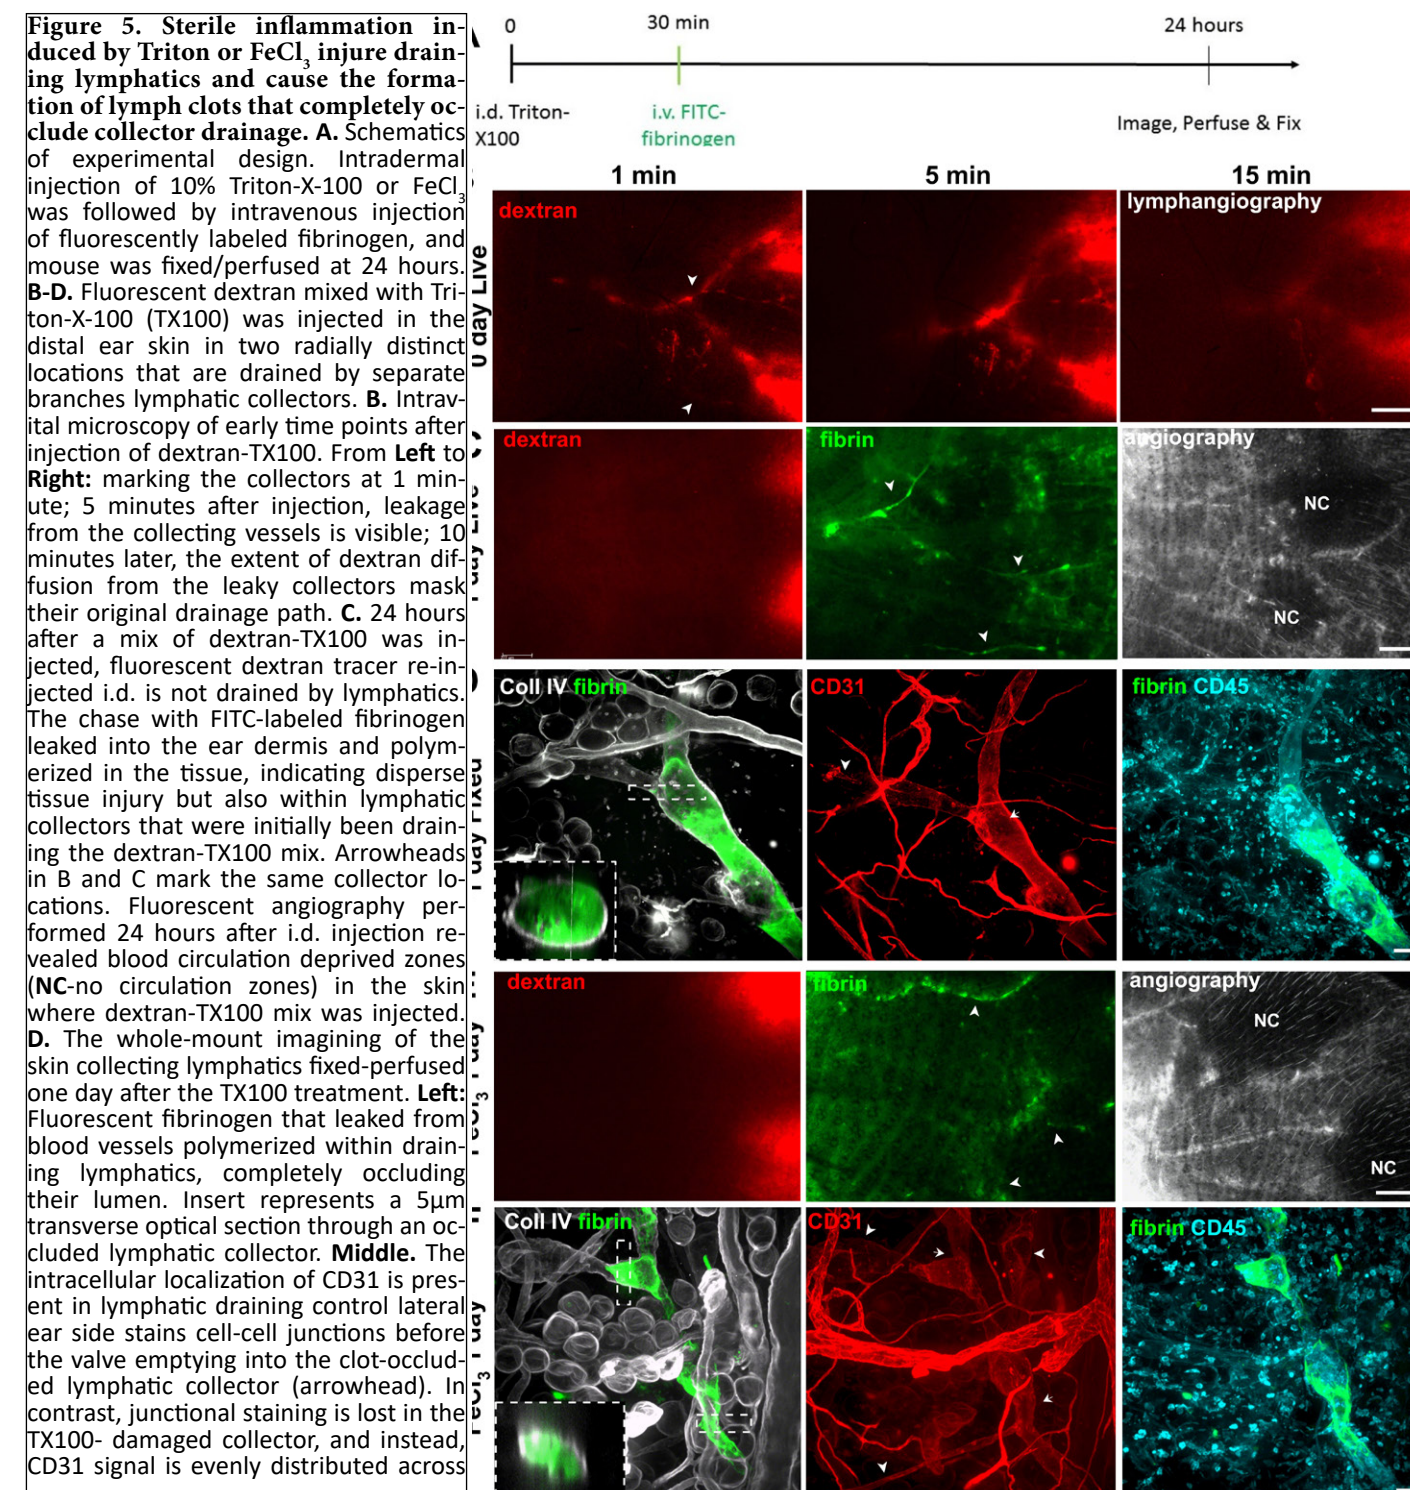 Figure 5. Sterile inflammation in-
duced by Triton or FeCl3 injure drain-
ing lymphatics and cause the forma-
tion of lymph clots that completely oc-
clude collector drainage. A. Schematics
of experimental design. Intradermal
injection of 10% Triton-X-100 or FeCl3
was followed by intravenous injection
of fluorescently labeled fibrinogen, and
mouse was fixed/perfused at 24 hours.
B-D. Fluorescent dextran mixed with Tri-
ton-X-100 (TX100) was injected in the
distal ear skin in two radially distinct
locations that are drained by separate
branches lymphatic collectors. B. Intrav-
ital microscopy of early time points after
injection of dextran-TX100. From Left to
Right: marking the collectors at 1 min-
ute; 5 minutes after injection, leakage
from the collecting vessels is visible; 10
minutes later, the extent of dextran dif-
fusion from the leaky collectors mask
their original drainage path. C. 24 hours
after a mix of dextran-TX100 was in-
jected, fluorescent dextran tracer re-in-
jected i.d. is not drained by lymphatics.
The chase with FITC-labeled fibrinogen
leaked into the ear dermis and polym-
erized in the tissue, indicating disperse
tissue injury but also within lymphatic
collectors that were initially been drain-
ing the dextran-TX100 mix. Arrowheads
in B and C mark the same collector lo-
cations. Fluorescent angiography per-
formed 24 hours after i.d. injection re-
vealed blood circulation deprived zones
(NC-no circulation zones) in the skin
where dextran-TX100 mix was injected.
D. The whole-mount imagining of the
skin collecting lymphatics fixed-perfused
one day after the TX100 treatment. Left:
Fluorescent fibrinogen that leaked from
blood vessels polymerized within drain-
ing lymphatics, completely occluding
their lumen. Insert represents a 5µm
transverse optical section through an oc-
cluded lymphatic collector. Middle. The
intracellular localization of CD31 is pres-
ent in lymphatic draining control lateral
ear side stains cell-cell junctions before
the valve emptying into the clot-occlud-
ed lymphatic collector (arrowhead). In
contrast, junctional staining is lost in the
TX100- damaged collector, and instead,
CD31 signal is evenly distributed across
0
30 min
24 hours
i.d. Triton-
X100
i.v. FITC-
fibrinogen
Image, Perfuse & Fix
1 min
5 min
15 min
0 day Live
dextran
lymphangiography
dextran
fibrin
angiography
NC
NC
day Fixed
Coll IV fibrin
CD31
fibrin CD45
dextran
fibrin
angiography
NC
NC
FeCl3 1 day
Coll IV fibrin
CD31
fibrin CD45